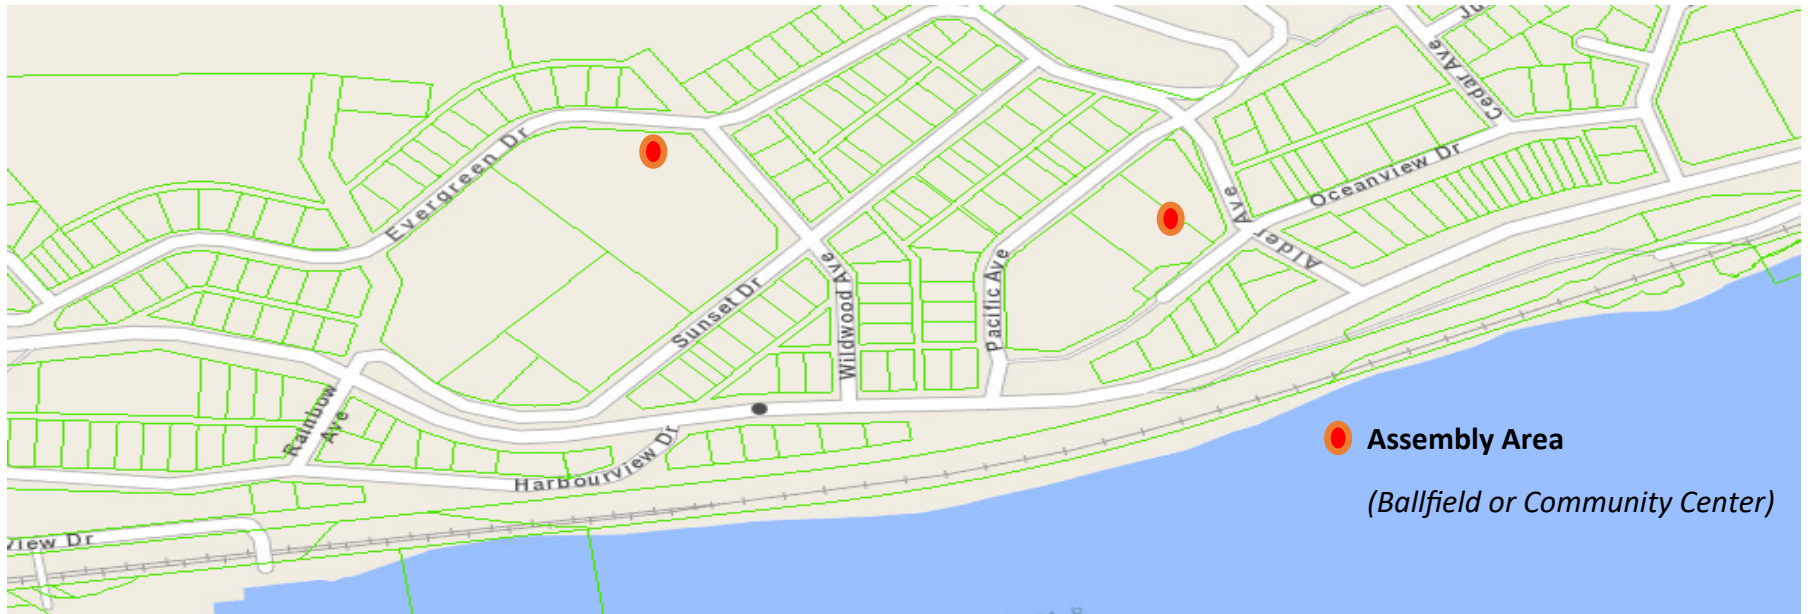 Cedar Ave
Evergreen Dr
Oceanview Dr
Alder Ave
Sunset Dr
Wildwood Ave
Pacific Ave
Rainbow
Ave
Harbourview Dr
view Dr
Assembly Area
(Ballfield or Community Center)